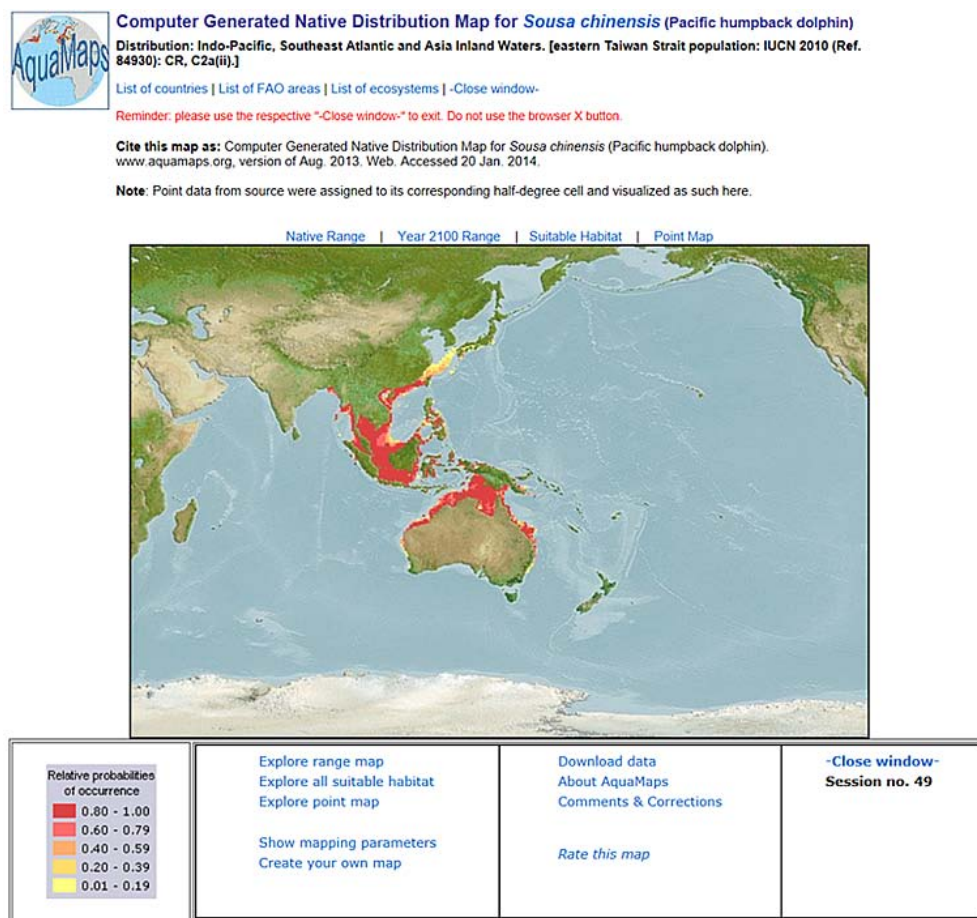 AquaMaps
Computer Generated Native Distribution Map for Sousa chinensis (Pacific humpback dolphin)
Distribution: Indo-Pacific, Southeast Atlantic and Asia Inland Waters. [eastern Taiwan Strait population: IUCN 2010 (Ref.
84930): CR, C2a(ii).]
List of countries | List of FAO areas | List of ecosystems | -Close window-
Reminder: please use the respective "-Close window-" to exit. Do not use the browser X button.
Cite this map as: Computer Generated Native Distribution Map for Sousa chinensis (Pacific humpback dolphin).
www.aquamaps.org, version of Aug. 2013. Web. Accessed 20 Jan. 2014.
Note: Point data from source were assigned to its corresponding half-degree cell and visualized as such here.
Native Range | Year 2100 Range | Suitable Habitat | Point Map
Relative probabilities
of occurrence
0.80 - 1.00
0.60 - 0.79
0.40 - 0.59
0.20 - 0.39
0.01 - 0.19
Explore range map
Explore all suitable habitat
Explore point map
Show mapping parameters
Create your own map
Download data
About AquaMaps
Comments & Corrections
Rate this map
-Close window-
Session no. 49